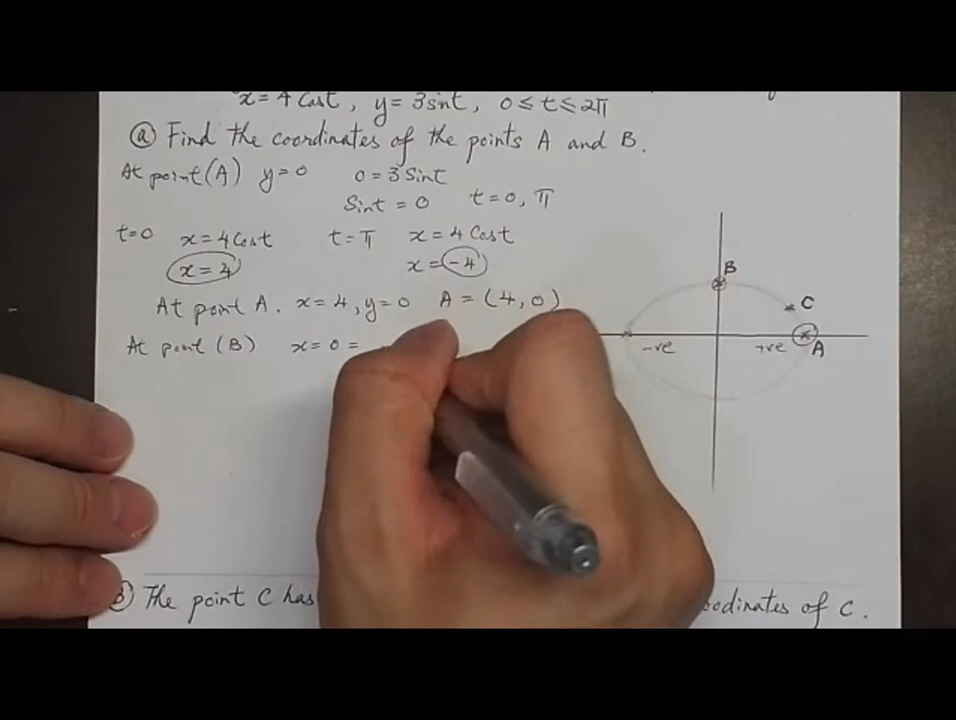 x = 4 Cost , y = 3 sint , 0 ≤ t ≤ 2π
ⓐ Find the coordinates of the points A and B.
At point (A) y = 0 0 = 3 Sint
Sint = 0 t = 0, π
t = 0 x = 4 Cost t = π x = 4 Cost
x = 4 x = -4
At point A. x = 4, y = 0 A = (4, 0)
At point (B) x = 0 =
B
C
-ve +ve A
The point C has
of C.